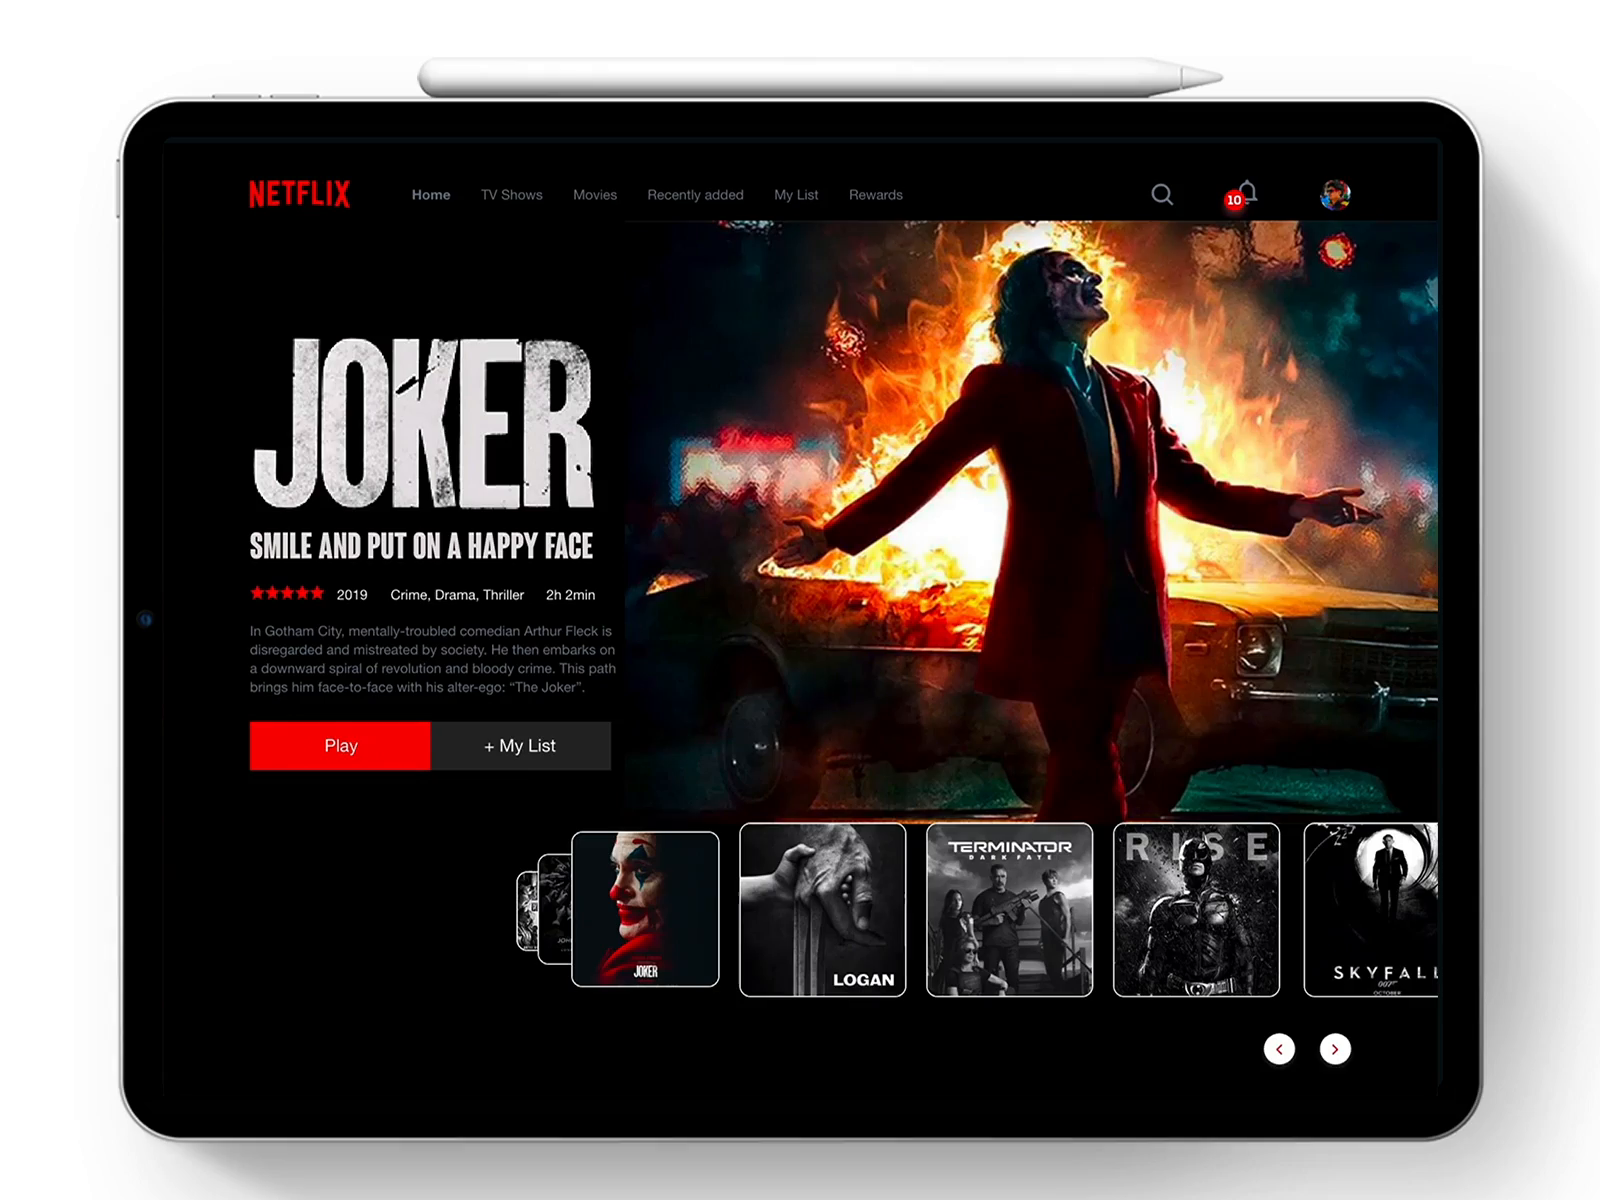 NETFLIX
Home
TV Shows
Movies
Recently added
My List
Rewards
10
JOKER
SMILE AND PUT ON A HAPPY FACE
2019
Crime, Drama, Thriller
2h 2min
In Gotham City, mentally-troubled comedian Arthur Fleck is
disregarded and mistreated by society. He then embarks on
a downward spiral of revolution and bloody crime. This path
brings him face-to-face with his alter-ego: “The Joker”.
Play
+ My List
JOKER
LOGAN
TERMINATOR
DARK FATE
RISE
SKYFALL
007
OCTOBER